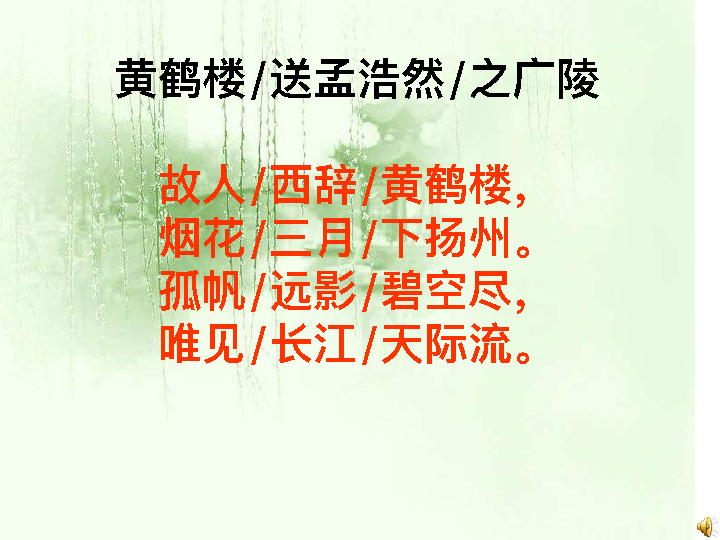 黄鹤楼/送孟浩然/之广陵
故人/西辞/黄鹤楼,
烟花/三月/下扬州。
孤帆/远影/碧空尽,
唯见/长江/天际流。